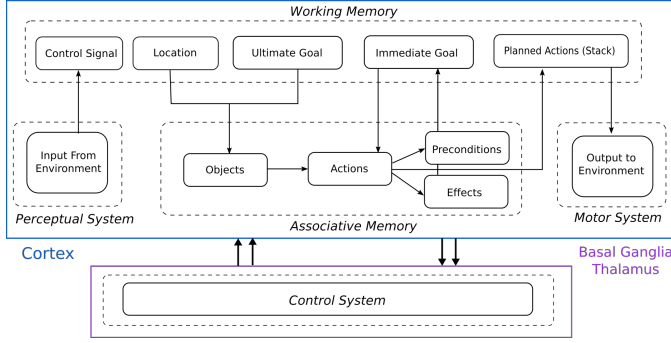 Working Memory
Control Signal
Location
Ultimate Goal
Immediate Goal
Planned Actions (Stack)
Input From
Environment
Perceptual System
Objects
Actions
Preconditions
Effects
Associative Memory
Output to
Environment
Motor System
Cortex
Basal Ganglia
Thalamus
Control System